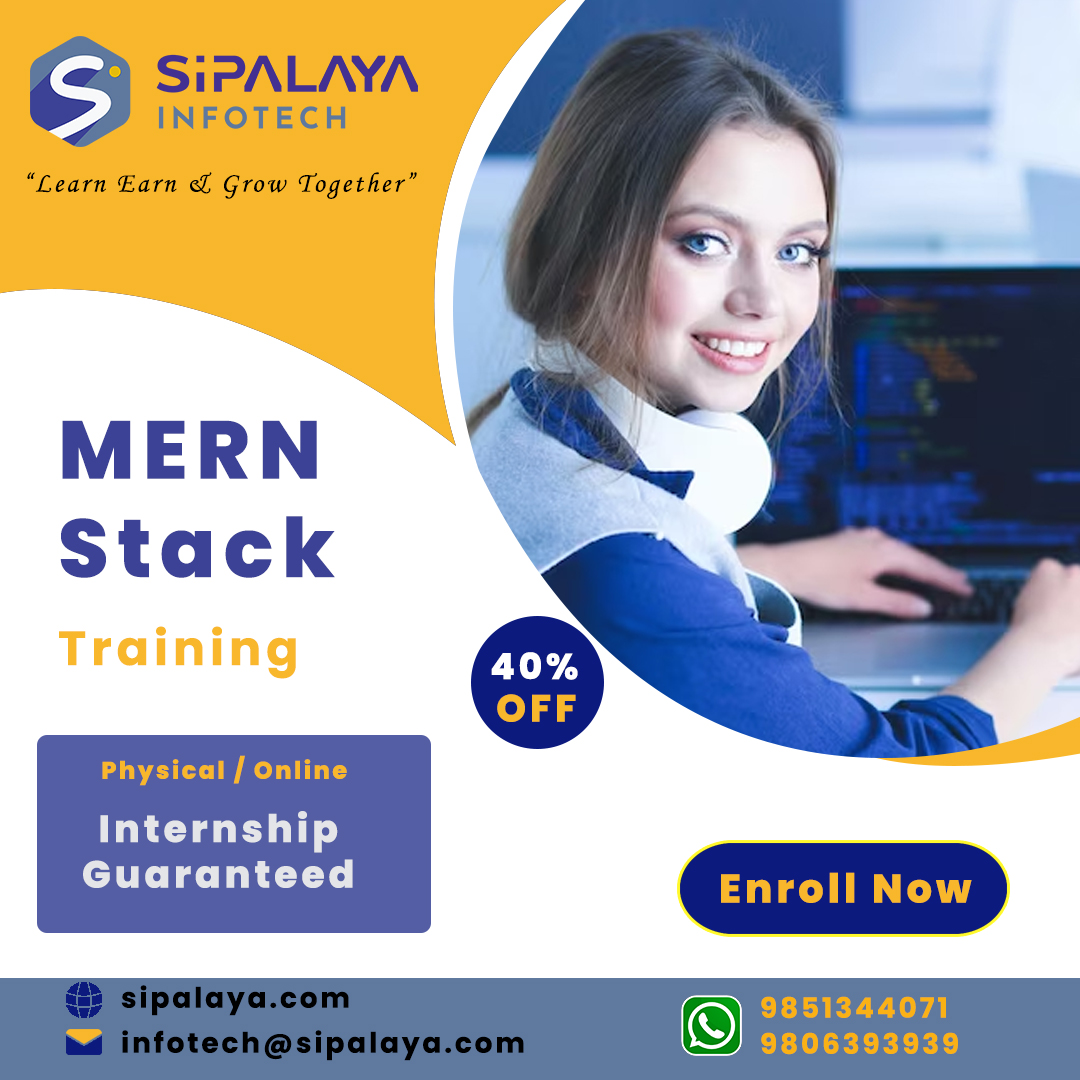 SiPALAYA
INFOTECH
“Learn Earn & Grow Together”
MERN
Stack
Training
40%
OFF
Physical / Online
Internship
Guaranteed
Enroll Now
sipalaya.com
infotech@sipalaya.com
9851344071
9806393939